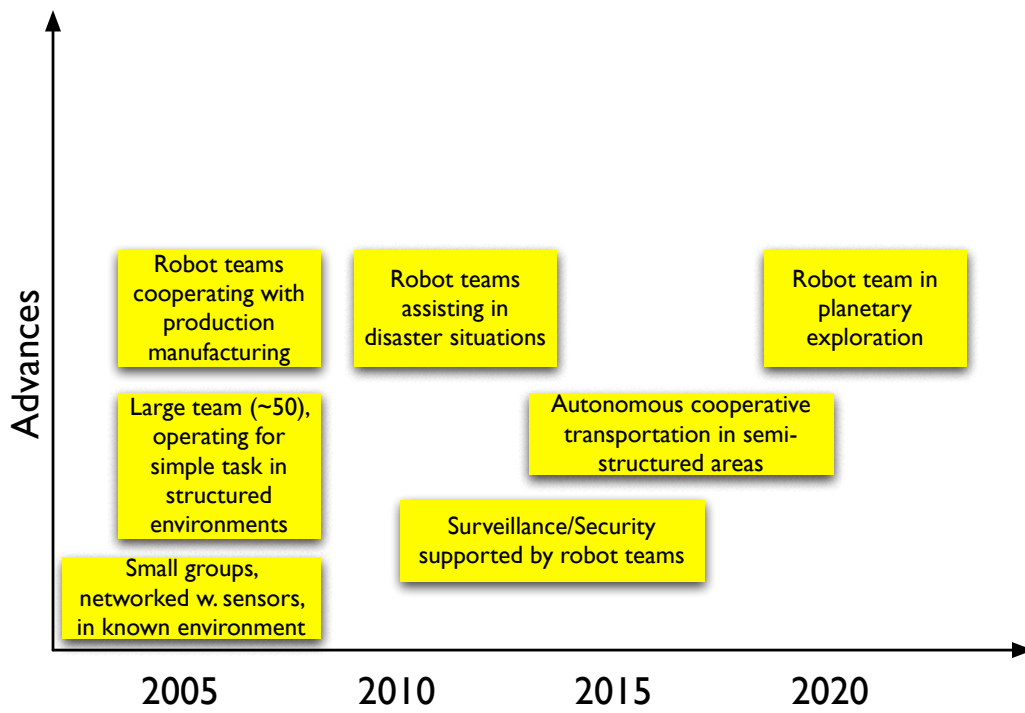 Advances
Robot teams
cooperating with
production
manufacturing
Robot teams
assisting in
disaster situations
Robot team in
planetary
exploration
Large team (~50),
operating for
simple task in
structured
environments
Autonomous cooperative
transportation in semi-
structured areas
Surveillance/Security
supported by robot teams
Small groups,
networked w. sensors,
in known environment
2005
2010
2015
2020